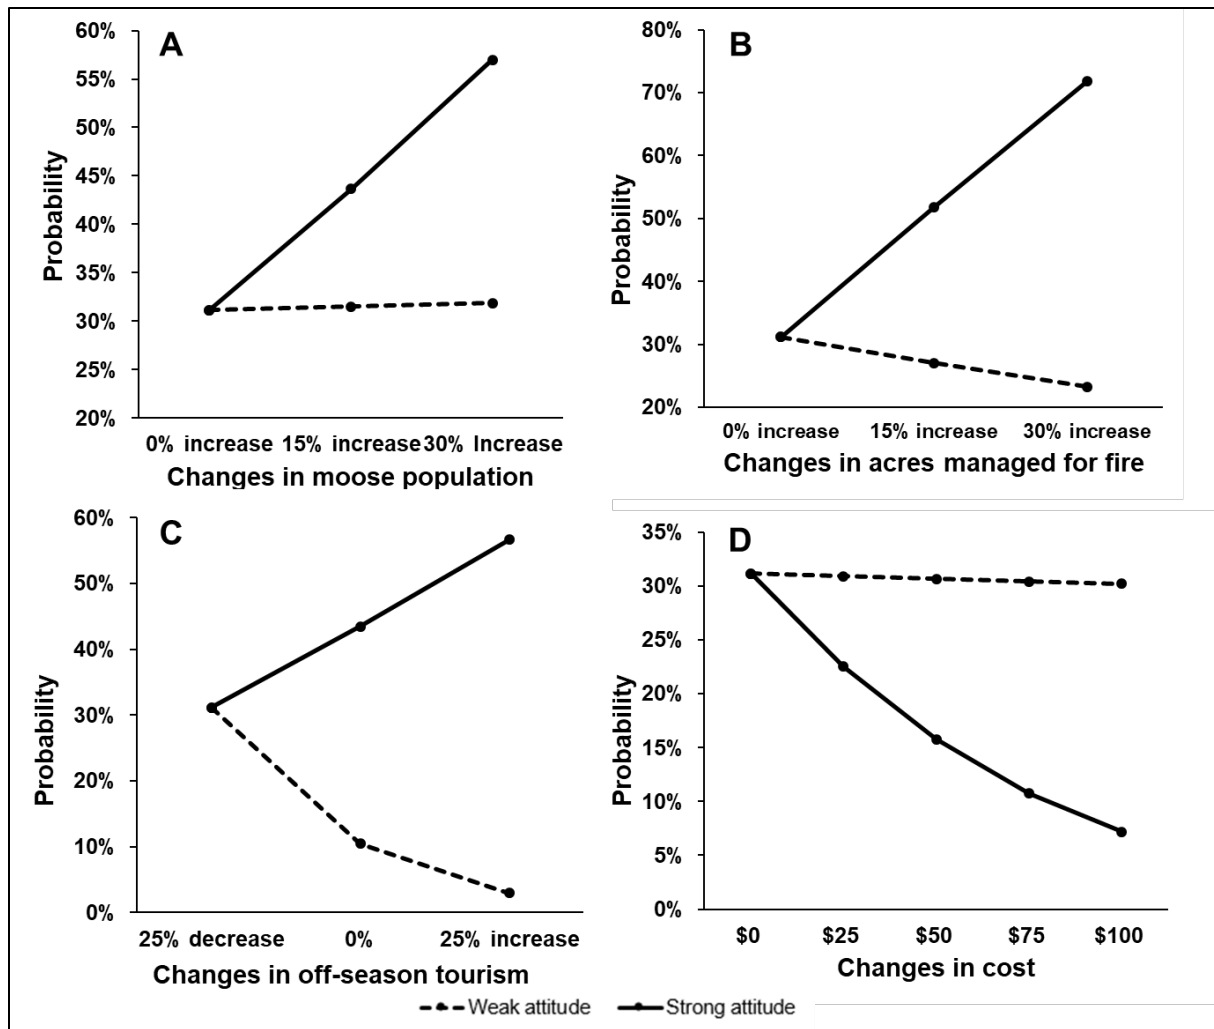 A
60%
55%
50%
45%
40%
35%
30%
25%
20%
Probability
0% increase 15% increase 30% Increase
Changes in moose population
B
80%
70%
60%
50%
40%
30%
20%
Probability
0% increase 15% increase 30% increase
Changes in acres managed for fire
C
60%
50%
40%
30%
20%
10%
0%
Probability
25% decrease 0% 25% increase
Changes in off-season tourism
D
35%
30%
25%
20%
15%
10%
5%
0%
Probability
$0 $25 $50 $75 $100
Changes in cost
Weak attitude Strong attitude